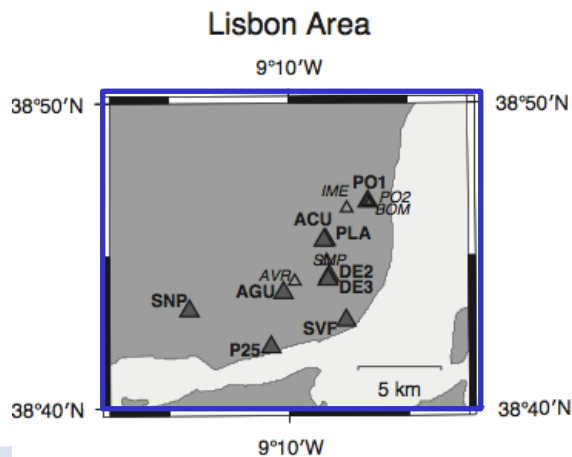 Lisbon Area
9°10'W
38°50'N
38°50'N
PO1
IME
PO2
BOM
ACU
PLA
SMP
AVR
DE2
AGU
DE3
SNP
SVF
P25
5 km
38°40'N
38°40'N
9°10'W